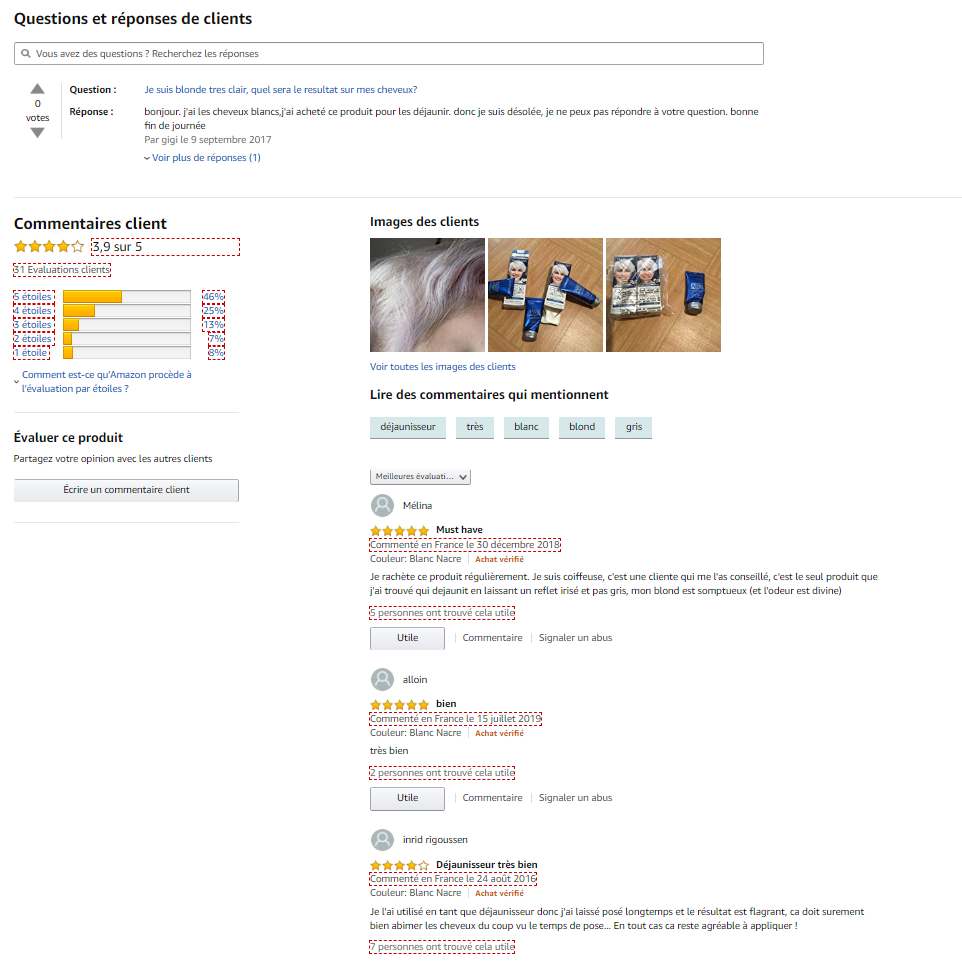 Questions et réponses de clients
Vous avez des questions ? Recherchez les réponses
0
votes
Question :
Je suis blonde tres clair, quel sera le resultat sur mes cheveux?
Réponse :
bonjour. j'ai les cheveux blancs,j'ai acheté ce produit pour les déjaunir. donc je suis désolée, je ne peux pas répondre à votre question. bonne
fin de journée
Par gigi le 9 septembre 2017
Voir plus de réponses (1)
Commentaires client
3,9 sur 5
31 Evaluations clients
5 étoiles 46%
4 étoiles 25%
3 étoiles 13%
2 étoiles 7%
1 étoile 8%
Comment est-ce qu'Amazon procède à
l'évaluation par étoiles ?
Évaluer ce produit
Partagez votre opinion avec les autres clients
Écrire un commentaire client
Images des clients
Voir toutes les images des clients
Lire des commentaires qui mentionnent
déjaunisseur très blanc blond gris
Meilleures évaluati...
Mélina
Must have
Commenté en France le 30 décembre 2018
Couleur: Blanc Nacre Achat vérifié
Je rachète ce produit régulièrement. Je suis coiffeuse, c'est une cliente qui me l'as conseillé, c'est le seul produit que
j'ai trouvé qui dejaunit en laissant un reflet irisé et pas gris, mon blond est somptueux (et l'odeur est divine)
5 personnes ont trouvé cela utile
Utile Commentaire Signaler un abus
alloin
bien
Commenté en France le 15 juillet 2019
Couleur: Blanc Nacre Achat vérifié
très bien
2 personnes ont trouvé cela utile
Utile Commentaire Signaler un abus
inrid rigoussen
Déjaunisseur très bien
Commenté en France le 24 août 2016
Couleur: Blanc Nacre Achat vérifié
Je l'ai utilisé en tant que déjaunisseur donc j'ai laissé posé longtemps et le résultat est flagrant, ca doit surement
bien abimer les cheveux du coup vu le temps de pose... En tout cas ca reste agréable à appliquer !
7 personnes ont trouvé cela utile